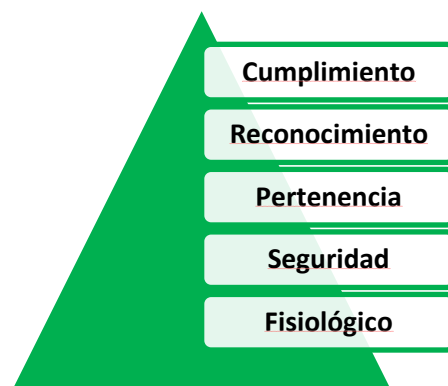 Cumplimiento
Reconocimiento
Pertenencia
Seguridad
Fisiológico